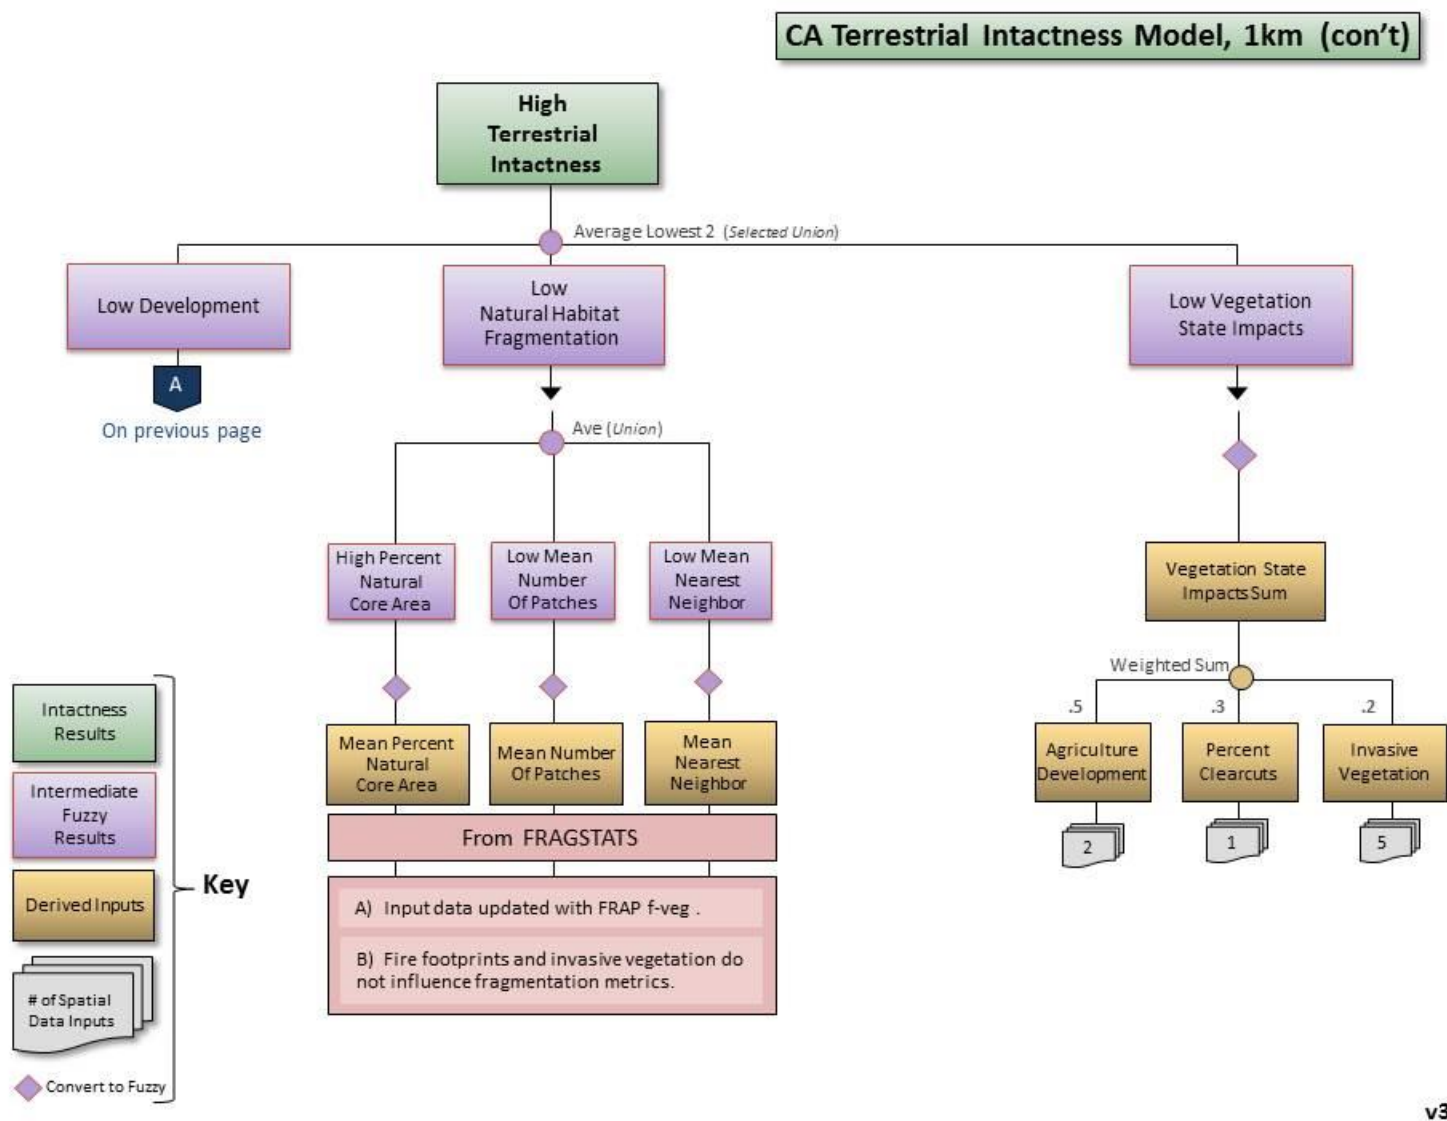 CA Terrestrial Intactness Model, 1km (con't)
High
Terrestrial
Intactness
Average Lowest 2 (Selected Union)
Low Development
Low
Natural Habitat
Fragmentation
Low Vegetation
State Impacts
A
On previous page
Ave (Union)
High Percent
Natural
Core Area
Low Mean
Number
Of Patches
Low Mean
Nearest
Neighbor
Vegetation State
Impacts Sum
Weighted Sum
.5
.3
.2
Mean Percent
Natural
Core Area
Mean Number
Of Patches
Mean
Nearest
Neighbor
Agriculture
Development
Percent
Clearcuts
Invasive
Vegetation
2
1
5
From FRAGSTATS
A) Input data updated with FRAP f-veg .
B) Fire footprints and invasive vegetation do
not influence fragmentation metrics.
Intactness
Results
Intermediate
Fuzzy
Results
Derived Inputs
# of Spatial
Data Inputs
Convert to Fuzzy
Key
v3